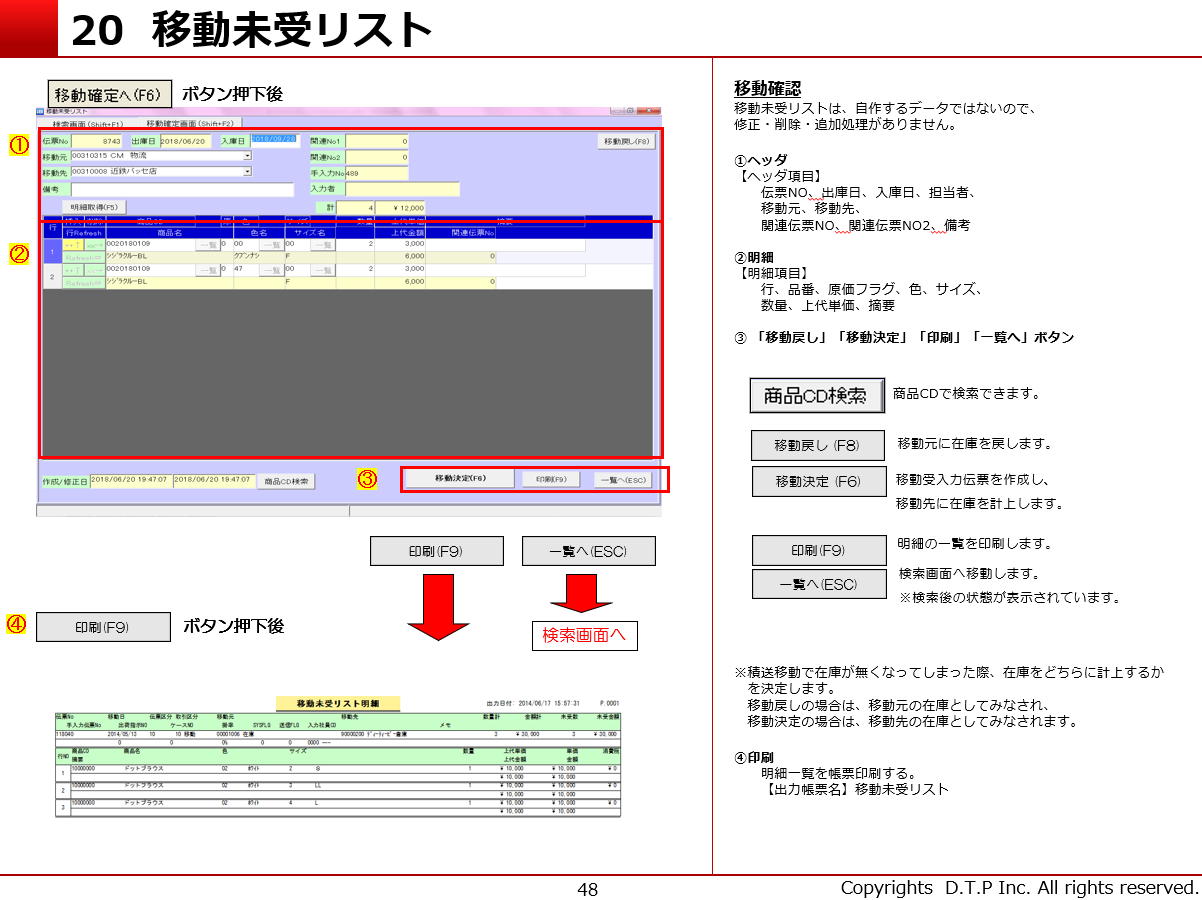 20 移動未受リスト
移動確定へ(F6) ボタン押下後
移動未受リスト
検索画面(Shift+F1) 移動確定画面(Shift+F2)
①
伝票No 8743 出庫日 2018/06/20 入庫日 2018/09/28 関連No1 0 移動戻し(F8)
移動元 00310315 CM 物流 関連No2 0
移動先 00310008 近鉄パッセ店 手入力No 489
備考 入力者
明細取得(F5) 計 4 ¥12,000
②
行 商品CD 色 サイズ 数量 上代単価 摘要
行Refresh 商品名 色名 サイズ名 上代金額 関連伝票No
1 0020180109 一覧 0 00 一覧 00 一覧 2 3,000
Refresh シジラクルーBL クブンナシ F 6,000 0
2 0020180109 一覧 0 47 一覧 00 一覧 2 3,000
Refresh シジラクルーBL F 6,000 0
作成/修正日 2018/06/20 19:47:07 2018/06/20 19:47:07 商品CD検索 ③ 移動決定(F6) 印刷(F9) 一覧へ(ESC)
印刷(F9) 一覧へ(ESC)
検索画面へ
④ 印刷(F9) ボタン押下後
移動未受リスト明細 出力日付: 2014/06/17 15:57:31 P.0001
伝票No 移動日 伝票区分 取引区分 移動元 移動先 数量計 金額計 未受数 未受金額
手入力伝票No 出荷指示NO ケースNO 掛率 SYSFLG 送信FLG 入力社員CD メモ
118040 2014/05/13 10 10 移動 00001006 在庫 90000200 ディーティーピー倉庫 3 ¥ 30,000 3 ¥ 30,000
0 0 0% 0 0 0000 ---
行NO 商品CD 商品名 色 サイズ 数量 上代単価 単価 消費税
摘要 上代金額 金額
1 10000000 ドットブラウス 02 ホワイト 2 S 1 ¥ 10,000 ¥ 10,000 ¥ 0
¥ 10,000 ¥ 10,000
2 10000000 ドットブラウス 02 ホワイト 3 LL 1 ¥ 10,000 ¥ 10,000 ¥ 0
¥ 10,000 ¥ 10,000
3 10000000 ドットブラウス 02 ホワイト 4 L 1 ¥ 10,000 ¥ 10,000 ¥ 0
¥ 10,000 ¥ 10,000
移動確認
移動未受リストは、自作するデータではないので、
修正・削除・追加処理がありません。
①ヘッダ
【ヘッダ項目】
伝票NO、出庫日、入庫日、担当者、
移動元、移動先、
関連伝票NO、関連伝票NO2、備考
②明細
【明細項目】
行、品番、原価フラグ、色、サイズ、
数量、上代単価、摘要
③ 「移動戻し」「移動決定」「印刷」「一覧へ」ボタン
商品CD検索 商品CDで検索できます。
移動戻し(F8) 移動元に在庫を戻します。
移動決定(F6) 移動受入力伝票を作成し、
移動先に在庫を計上します。
印刷(F9) 明細の一覧を印刷します。
一覧へ(ESC) 検索画面へ移動します。
※検索後の状態が表示されています。
※積送移動で在庫が無くなってしまった際、在庫をどちらに計上するか
を決定します。
移動戻しの場合は、移動元の在庫としてみなされ、
移動決定の場合は、移動先の在庫としてみなされます。
④印刷
明細一覧を帳票印刷する。
【出力帳票名】移動未受リスト
48
Copyrights D.T.P Inc. All rights reserved.